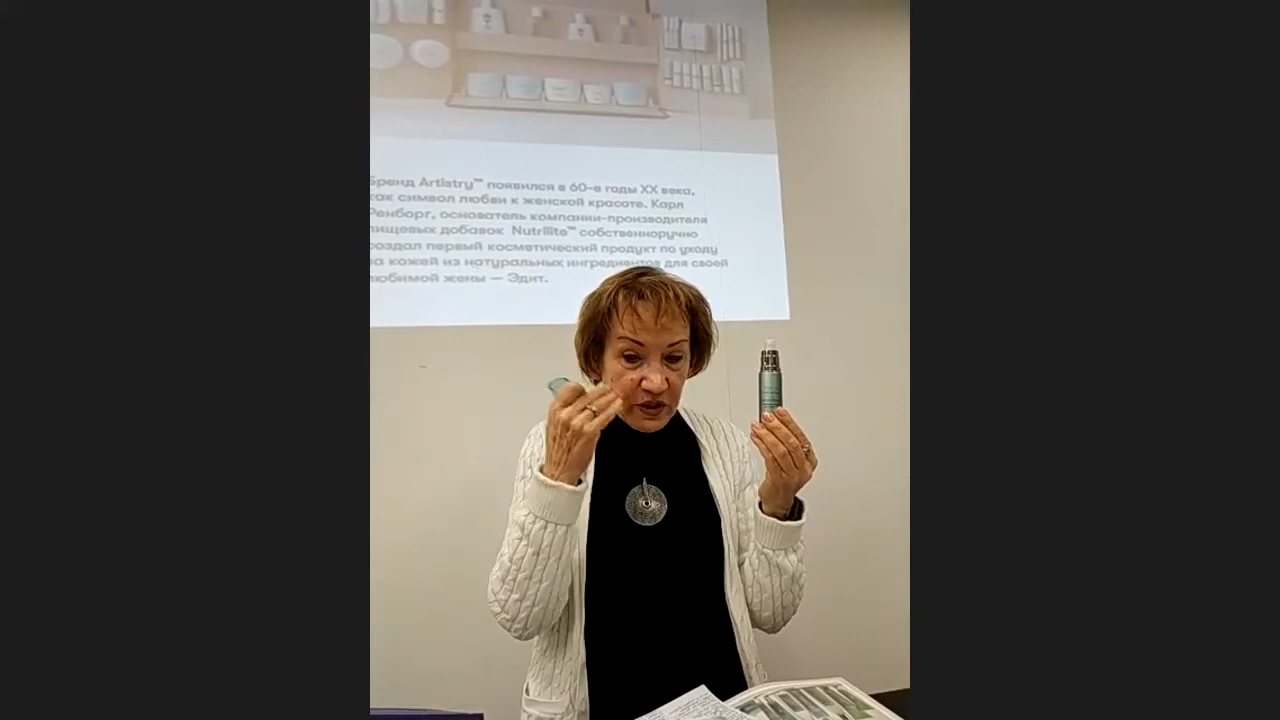 Бренд Artistry™ появился в 60-е годы XX века,
как символ любви к женской красоте. Карл
Ренборг, основатель компании-производителя
пищевых добавок Nutrilite™ собственноручно
создал первый косметический продукт по уходу
за кожей из натуральных ингредиентов для своей
любимой жены — Эдит.